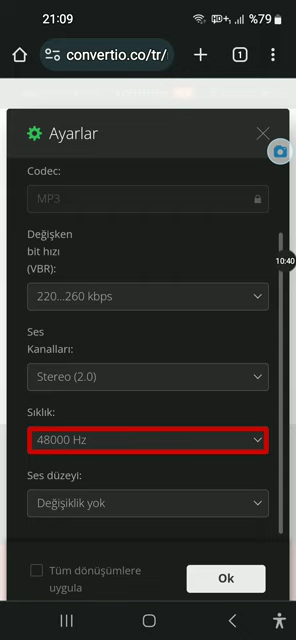 21:09
%79
convertio.co/tr/
1
Ayarlar
Codec:
MP3
Değişken
bit hızı
(VBR):
220...260 kbps
10:40
Ses
Kanalları:
Stereo (2.0)
Sıklık:
48000 Hz
Ses düzeyi:
Değişiklik yok
Tüm dönüşümlere
uygula
Ok